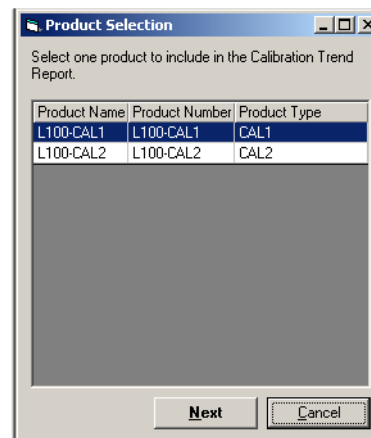 Product Selection
Select one product to include in the Calibration Trend
Report.
Product Name Product Number Product Type
L100-CAL1 L100-CAL1 CAL1
L100-CAL2 L100-CAL2 CAL2
Next Cancel